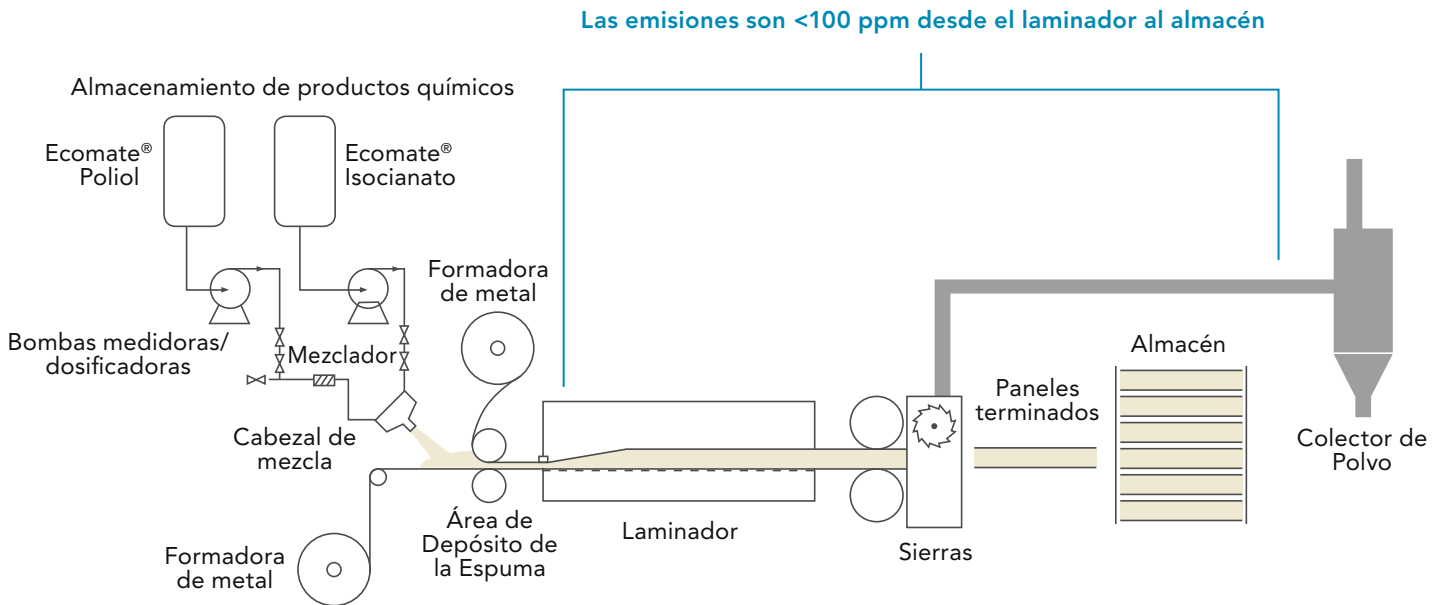 Las emisiones son <100 ppm desde el laminador al almacén
Almacenamiento de productos químicos
Ecomate®
Poliol
Ecomate®
Isocianato
Formadora
de metal
Bombas medidoras/
dosificadoras
Mezclador
Cabezal de
mezcla
Formadora
de metal
Área de
Depósito de
la Espuma
Laminador
Sierras
Paneles
terminados
Almacén
Colector de
Polvo